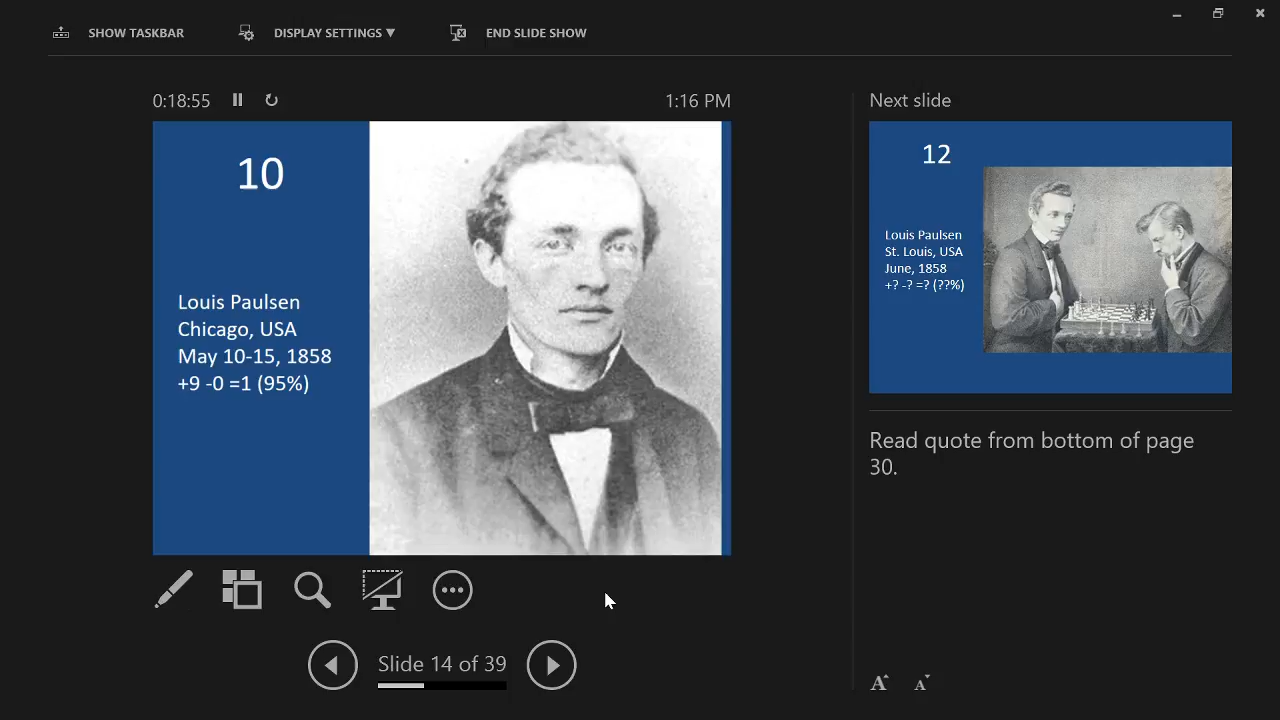 SHOW TASKBAR
DISPLAY SETTINGS ▼
END SLIDE SHOW
0:18:55
1:16 PM
Next slide
10
Louis Paulsen
Chicago, USA
May 10-15, 1858
+9 -0 =1 (95%)
12
Louis Paulsen
St. Louis, USA
June, 1858
+? -? =? (??%)
Read quote from bottom of page
30.
Slide 14 of 39
A A